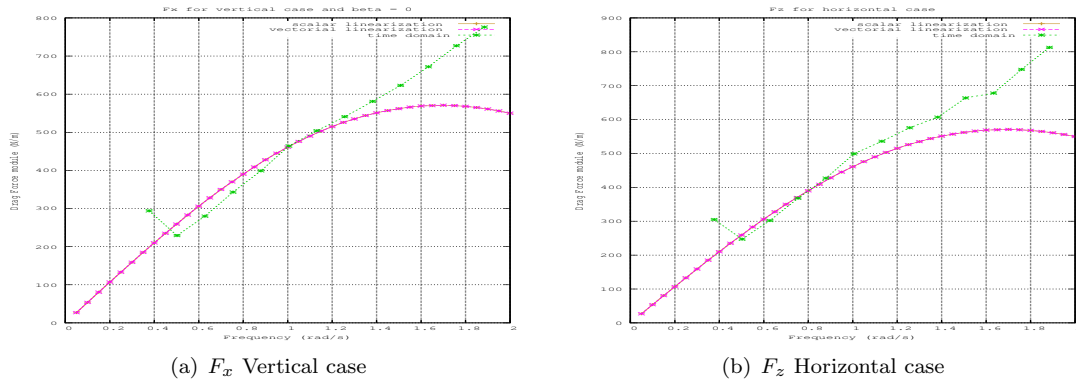 Fx for vertical case and beta = 0
scalar linearization
vectorial linearization
time domain
Drag Force module (N/m)
800
700
600
500
400
300
200
100
0
0 0.2 0.4 0.6 0.8 1 1.2 1.4 1.6 1.8 2
Frequency (rad/s)
(a) Fx Vertical case
Fz for horizontal case
scalar linearization
vectorial linearization
time domain
Drag Force module (N/m)
900
800
700
600
500
400
300
200
100
0
0 0.2 0.4 0.6 0.8 1 1.2 1.4 1.6 1.8
Frequency (rad/s)
(b) Fz Horizontal case